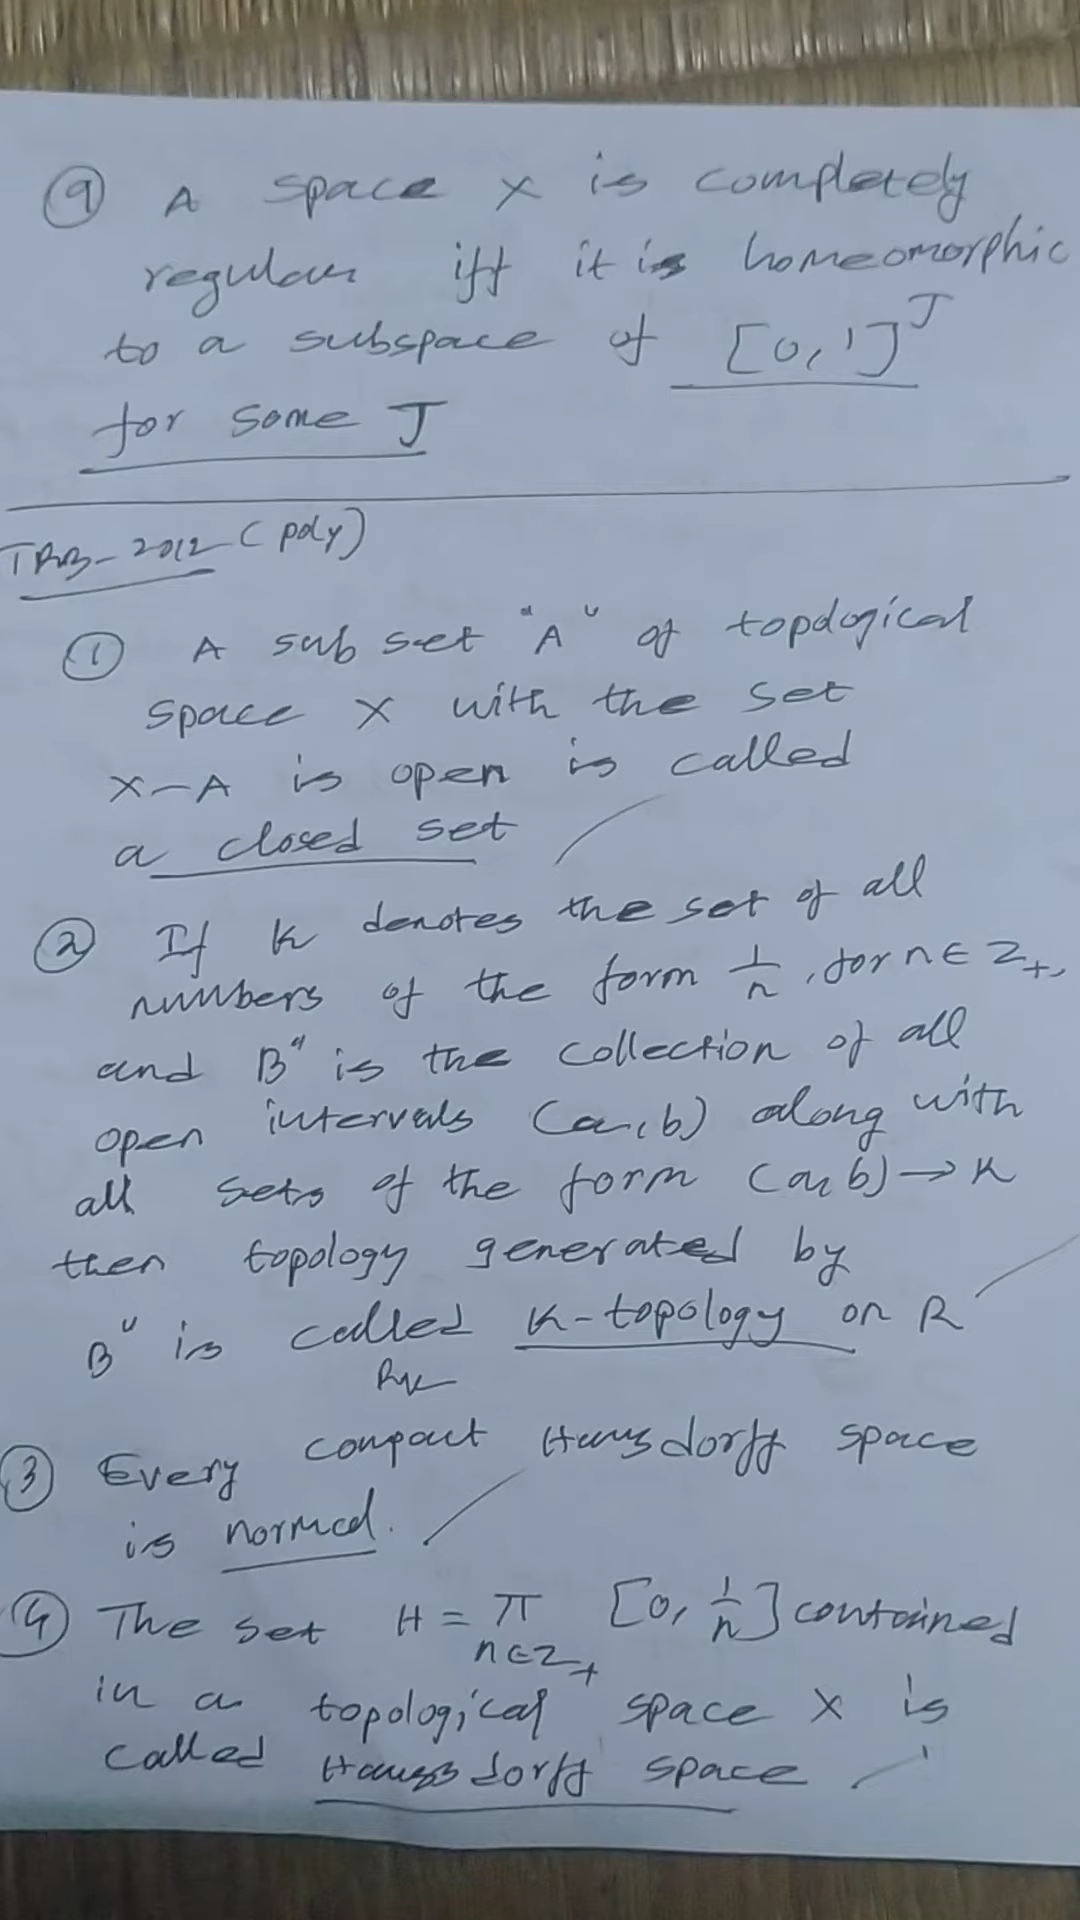 ⑨ A space X is completely
regular iff it is homeomorphic
to a subspace of [0,1]^J
for some J
TRB-2012 (poly)
① A sub set "A" of topological
space X with the set
X-A is open is called
a closed set
② If K denotes the set of all
numbers of the form 1/n, for n∈Z+,
and B" is the collection of all
open intervals (a,b) along with
all sets of the form (a,b)→K
then topology generated by
B" is called K-topology on R
RK
③ Every compact Hausdorff space
is normal.
④ The set H = π [0, 1/n] contained
n∈Z+
in a topological space X is
called Haussdorff space